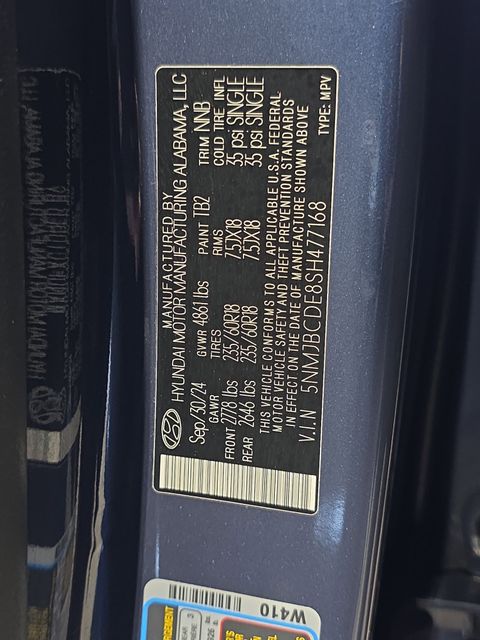 MANUFACTURED BY
HYUNDAI MOTOR MANUFACTURING ALABAMA, LLC
Sep/30/24 GVWR 4861 lbs PAINT TB2 TRIM NNB
GAWR TIRES RIMS COLD TIRE INFL
FRONT 2778 lbs 235/60R18 7.5JX18 35 psi SINGLE
REAR 2646 lbs 235/60R18 7.5JX18 35 psi SINGLE
THIS VEHICLE CONFORMS TO ALL APPLICABLE U.S.A. FEDERAL
MOTOR VEHICLE SAFETY AND THEFT PREVENTION STANDARDS
IN EFFECT ON THE DATE OF MANUFACTURE SHOWN ABOVE
V.I.N 5NMJBCDE8SH477168 TYPE: MPV
W410